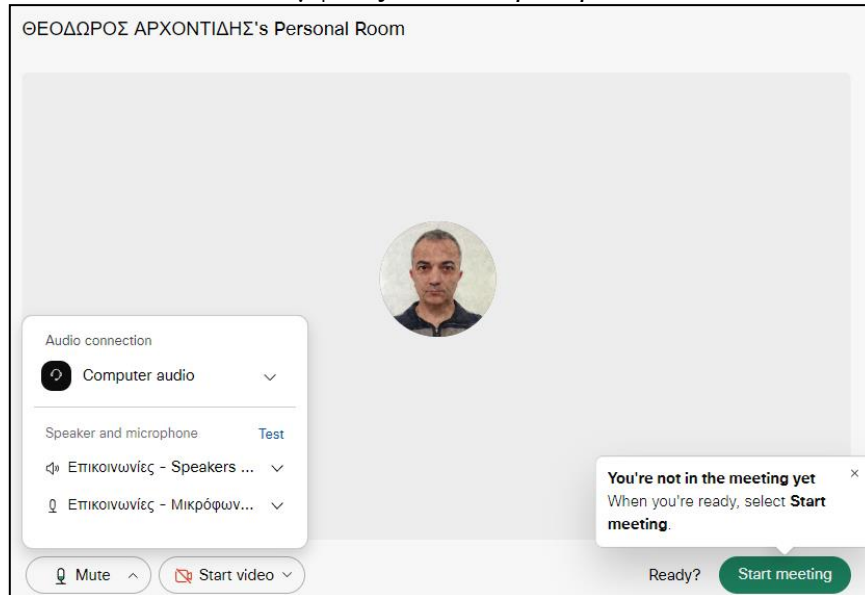 ΘΕΟΔΩΡΟΣ ΑΡΧΟΝΤΙΔΗΣ's Personal Room
Audio connection
Computer audio
Speaker and microphone Test
Επικοινωνίες - Speakers ...
Επικοινωνίες - Μικρόφων...
You're not in the meeting yet
When you're ready, select Start
meeting.
Mute
Start video
Ready?
Start meeting